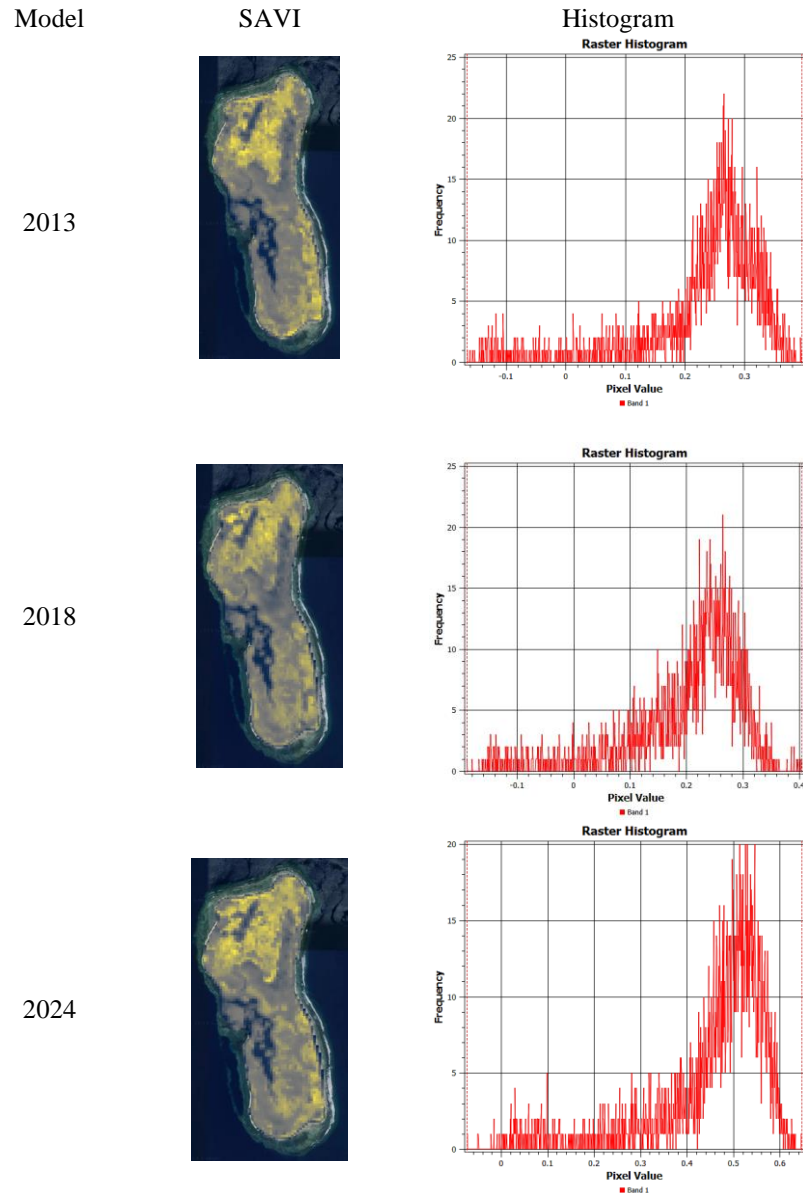 Model SAVI Histogram
2013
Raster Histogram
25
20
15
10
5
0
Frequency
-0.1 0 0.1 0.2 0.3
Pixel Value
Band 1
2018
Raster Histogram
25
20
15
10
5
0
Frequency
-0.1 0 0.1 0.2 0.3 0.4
Pixel Value
Band 1
2024
Raster Histogram
20
15
10
5
0
Frequency
0 0.1 0.2 0.3 0.4 0.5 0.6
Pixel Value
Band 1